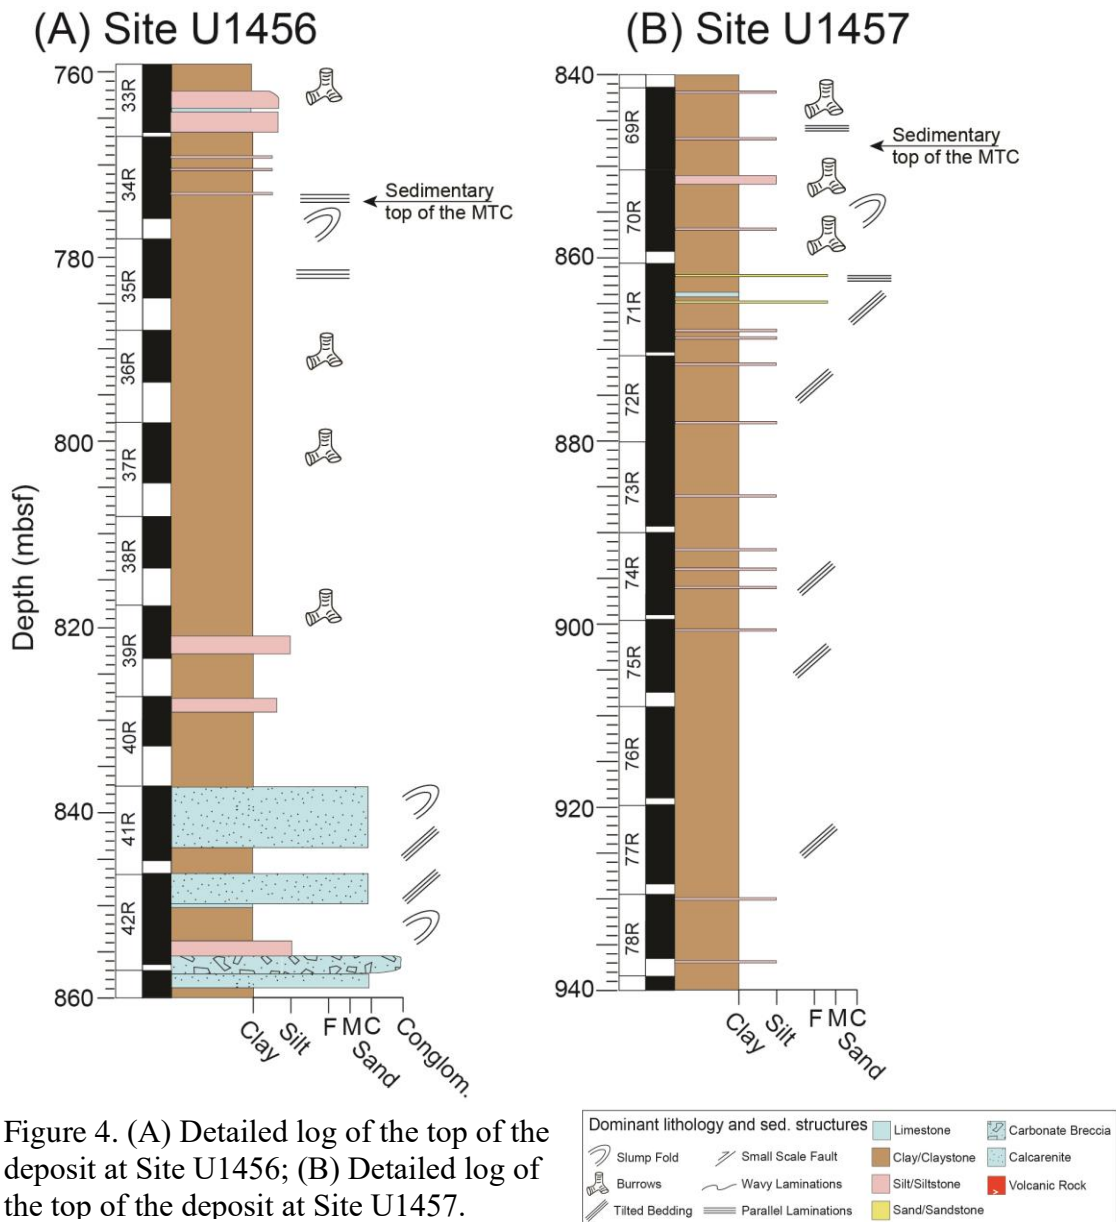 (A) Site U1456
(B) Site U1457
Depth (mbsf)
760
780
800
820
840
860
33R
34R
35R
36R
37R
38R
39R
40R
41R
42R
Sedimentary
top of the MTC
Clay
Silt
F M C
Sand
Conglom.
840
860
880
900
920
940
69R
70R
71R
72R
73R
74R
75R
76R
77R
78R
Sedimentary
top of the MTC
Clay
Silt
F M C
Sand
Figure 4. (A) Detailed log of the top of the
deposit at Site U1456; (B) Detailed log of
the top of the deposit at Site U1457.
Dominant lithology and sed. structures
Slump Fold
Burrows
Tilted Bedding
Small Scale Fault
Wavy Laminations
Parallel Laminations
Limestone
Clay/Claystone
Silt/Siltstone
Sand/Sandstone
Carbonate Breccia
Calcarenite
Volcanic Rock